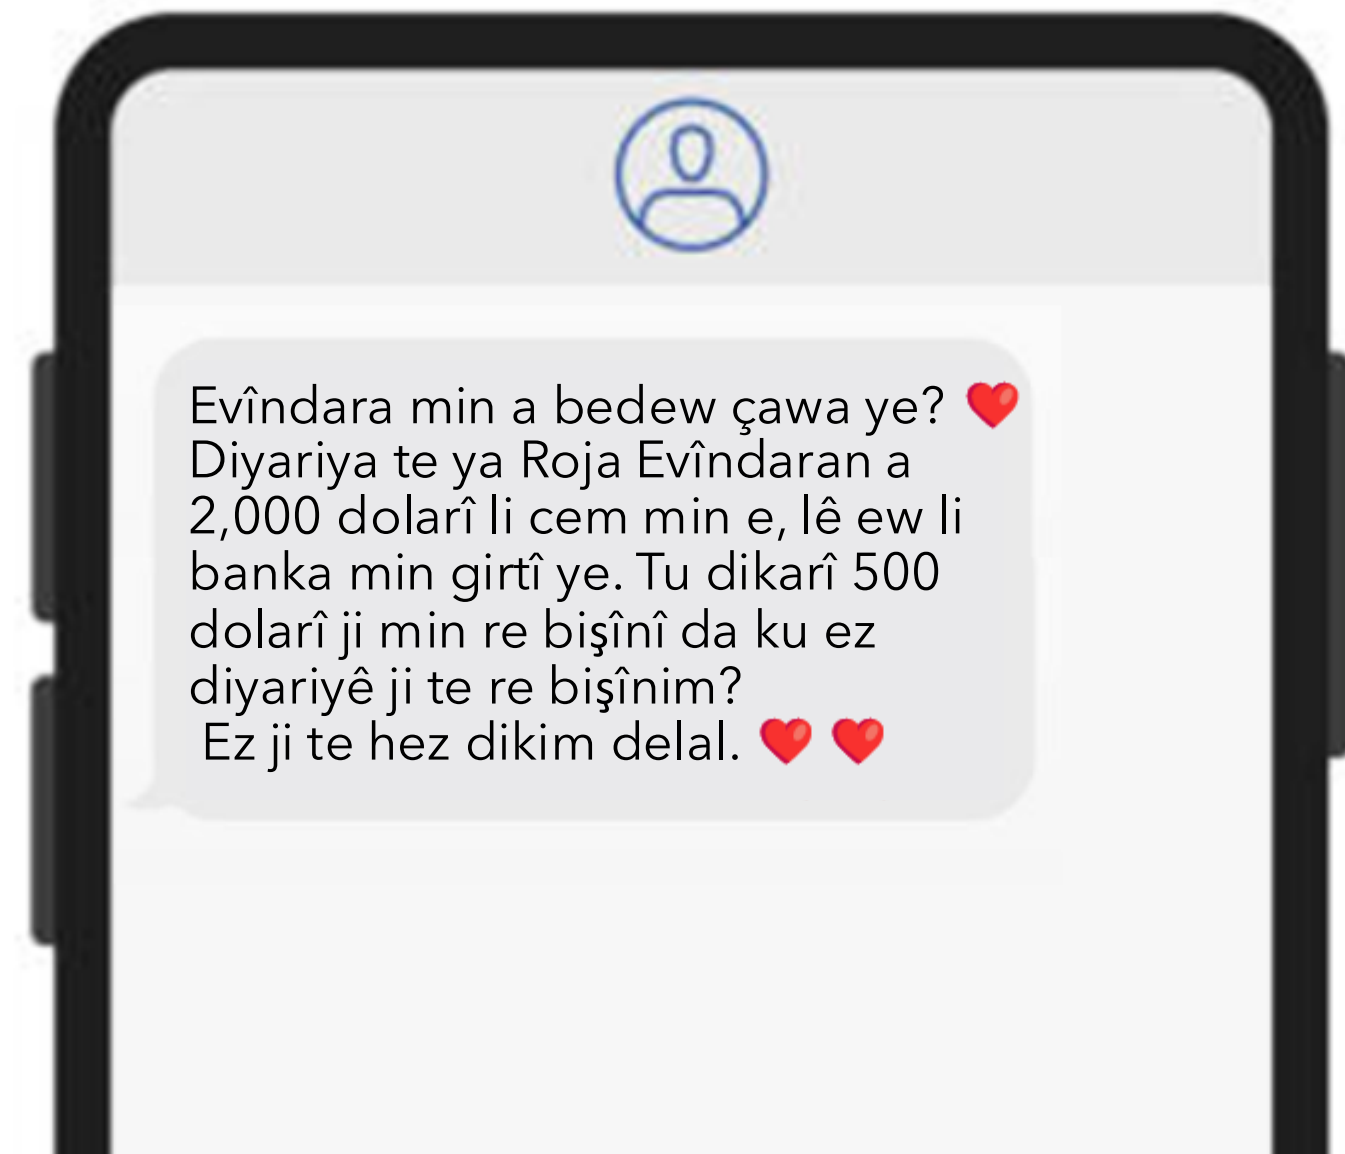 Evîndara min a bedew çawa ye? ❤️
Diyariya te ya Roja Evîndaran a
2,000 dolarî li cem min e, lê ew li
banka min girtî ye. Tu dikarî 500
dolarî ji min re bişînî da ku ez
diyariyê ji te re bişînim?
Ez ji te hez dikim delal. ❤️ ❤️